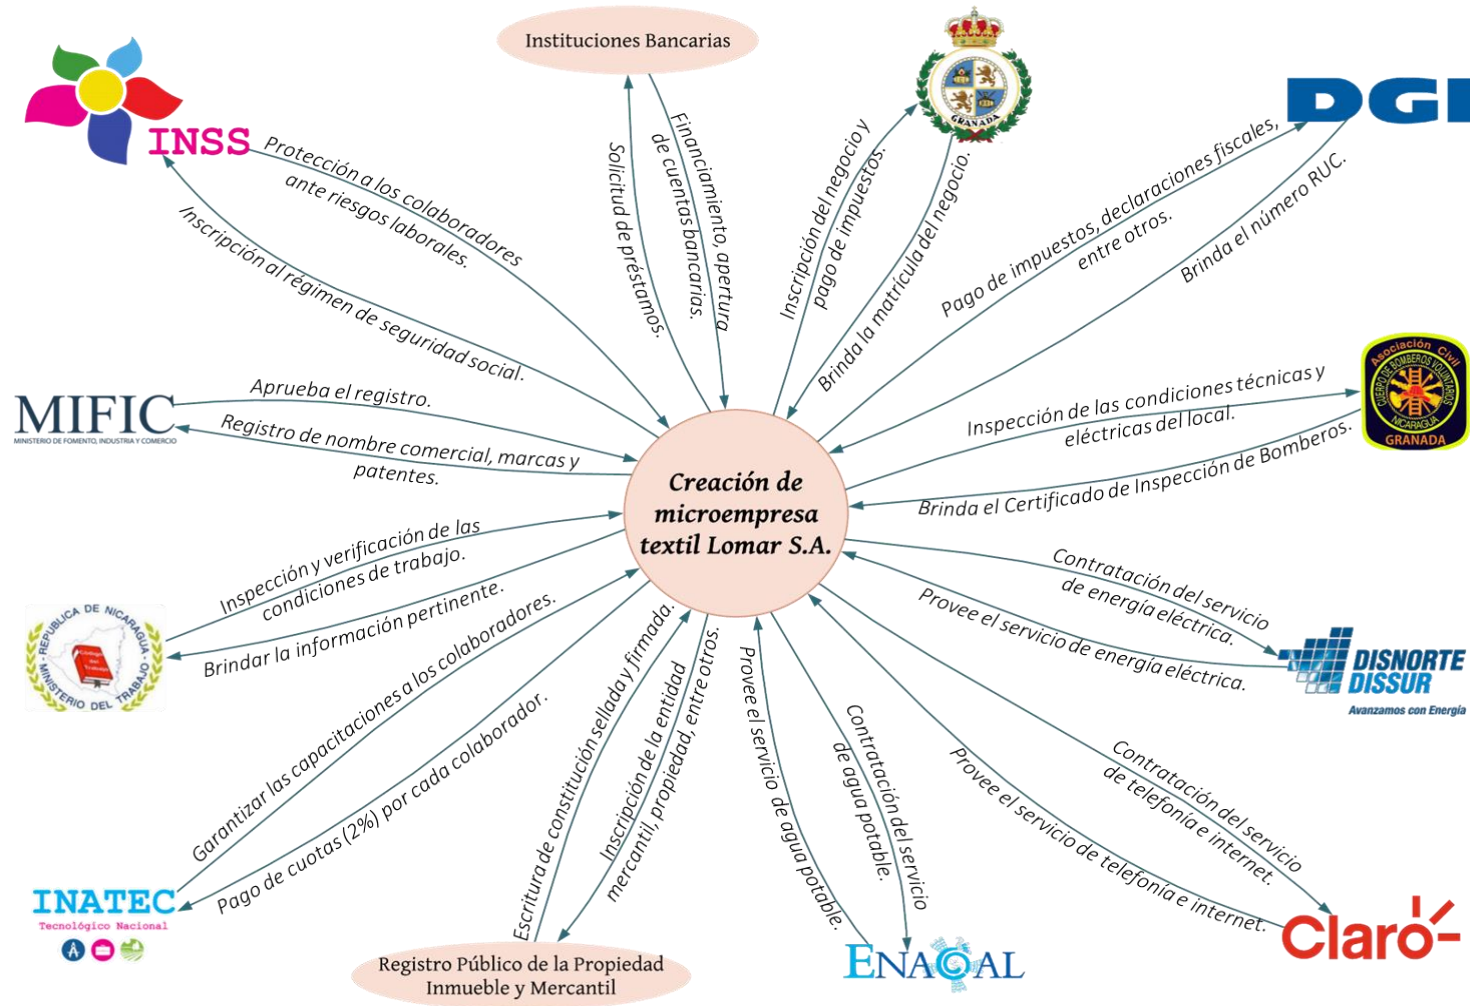 Instituciones Bancarias
GRANADA
DGI
INSS
Protección a los colaboradores
ante riesgos laborales.
Inscripción al régimen de seguridad social.
Solicitud de préstamos.
Financiamiento, apertura
de cuentas bancarias.
Inscripción del negocio y
pago de impuestos.
Brinda la matrícula del negocio.
Pago de impuestos, declaraciones fiscales,
entre otros.
Brinda el número RUC.
MIFIC
MINISTERIO DE FOMENTO, INDUSTRIA Y COMERCIO
Aprueba el registro.
Registro de nombre comercial, marcas y
patentes.
Inspección de las condiciones técnicas y
eléctricas del local.
Brinda el Certificado de Inspección de Bomberos.
Asociación Civil
CUERPO DE BOMBEROS VOLUNTARIOS
NICARAGUA
GRANADA
Creación de
microempresa
textil Lomar S.A.
Inspección y verificación de las
condiciones de trabajo.
Brindar la información pertinente.
REPUBLICA DE NICARAGUA
Código del Trabajo
MINISTERIO DEL TRABAJO
Contratación del servicio
de energía eléctrica.
Provee el servicio de energía eléctrica.
DISNORTE
DISSUR
Avanzamos con Energía
Garantizar las capacitaciones a los colaboradores.
Pago de cuotas (2%) por cada colaborador.
INATEC
Tecnológico Nacional
Escritura de constitución sellada y firmada.
Inscripción de la entidad
mercantil, propiedad, entre otros.
Registro Público de la Propiedad
Inmueble y Mercantil
Provee el servicio de agua potable.
Contratación del servicio
de agua potable.
ENACAL
Contratación del servicio
de telefonía e internet.
Provee el servicio de telefonía e internet.
Claro